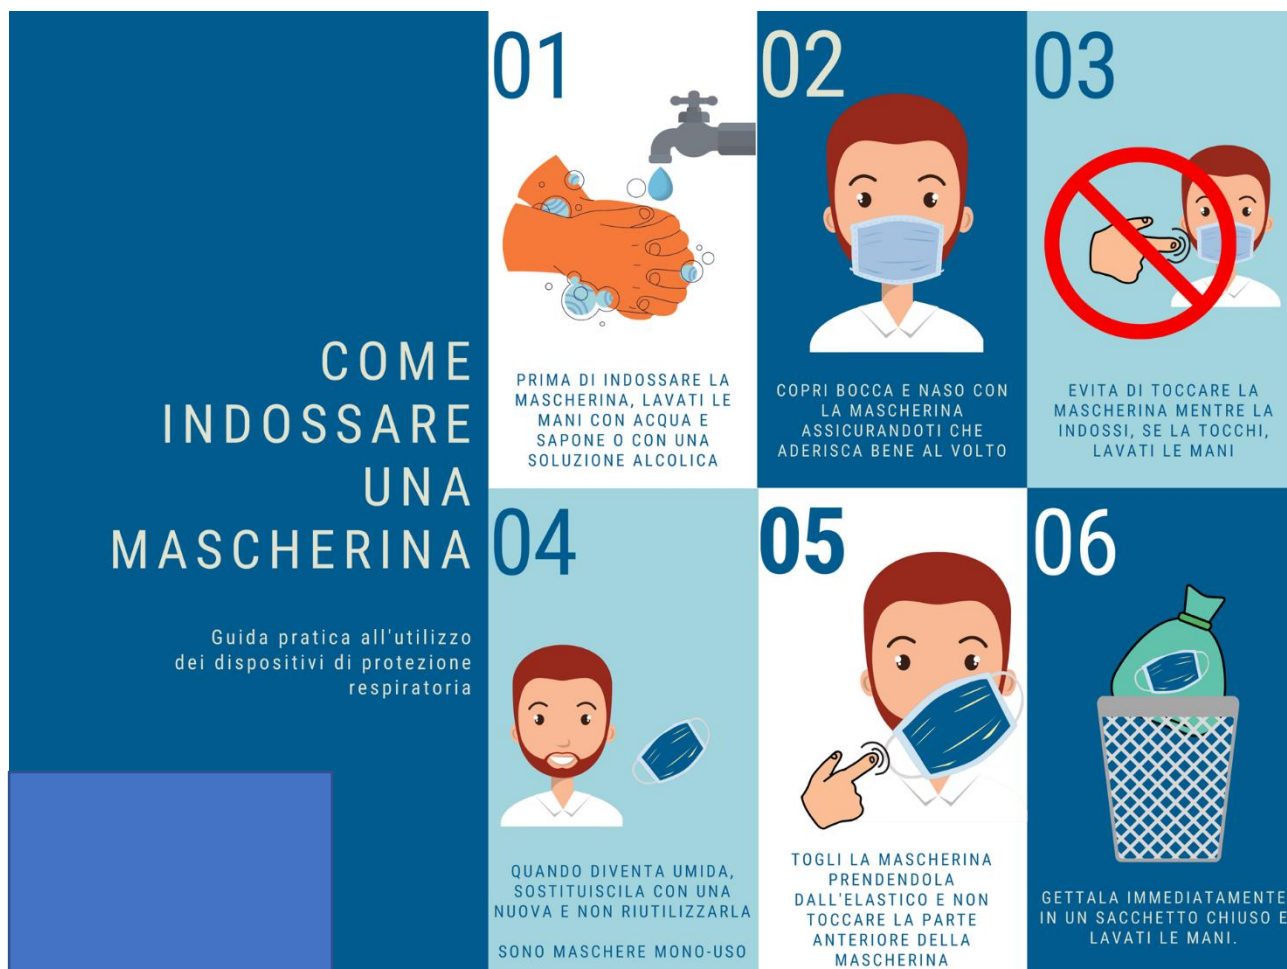 COME
INDOSSARE
UNA
MASCHERINA
Guida pratica all'utilizzo
dei dispositivi di protezione
respiratoria
01
PRIMA DI INDOSSARE LA
MASCHERINA, LAVATI LE
MANI CON ACQUA E
SAPONE O CON UNA
SOLUZIONE ALCOLICA
02
COPRI BOCCA E NASO CON
LA MASCHERINA
ASSICURANDOTI CHE
ADERISCA BENE AL VOLTO
03
EVITA DI TOCCARE LA
MASCHERINA MENTRE LA
INDOSSI, SE LA TOCCHI,
LAVATI LE MANI
04
QUANDO DIVENTA UMIDA,
SOSTITUISCILA CON UNA
NUOVA E NON RIUTILIZZARLA
SONO MASCHERE MONO-USO
05
TOGLI LA MASCHERINA
PRENDENDOLA
DALL'ELASTICO E NON
TOCCARE LA PARTE
ANTERIORE DELLA
MASCHERINA
06
GETTALA IMMEDIATAMENTE
IN UN SACCHETTO CHIUSO E
LAVATI LE MANI.